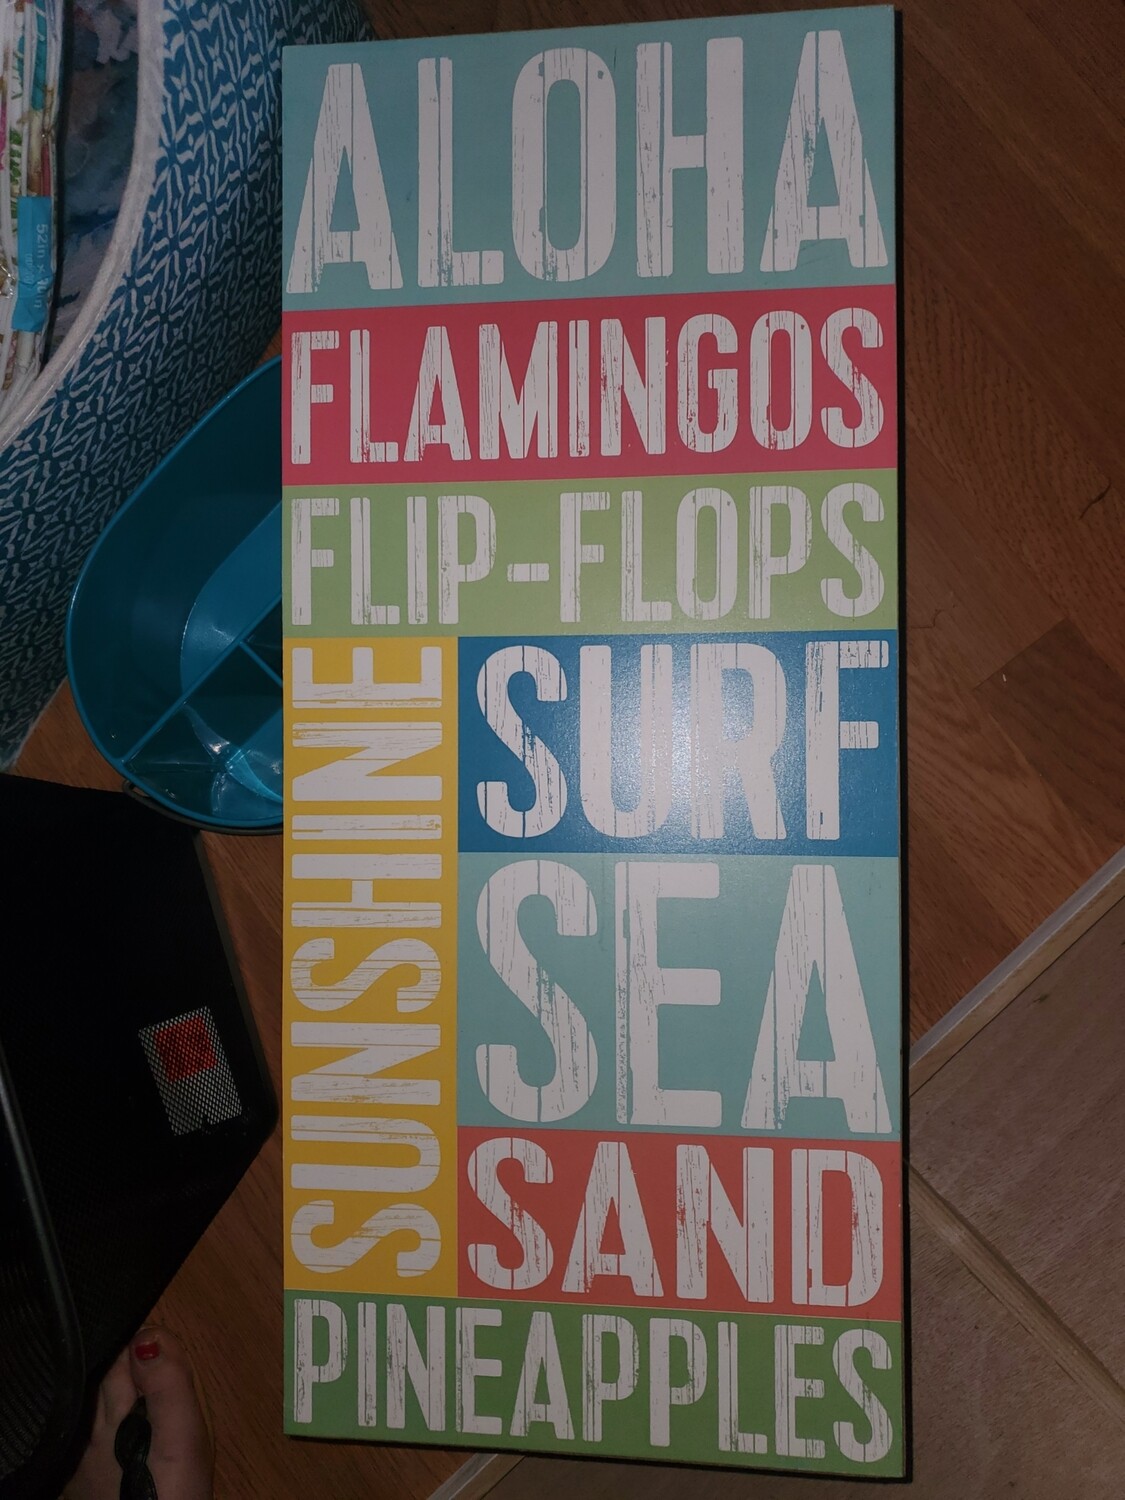 ALOHA
FLAMINGOS
FLIP-FLOPS
SUNSHINE
SURF
SEA
SAND
PINEAPPLES